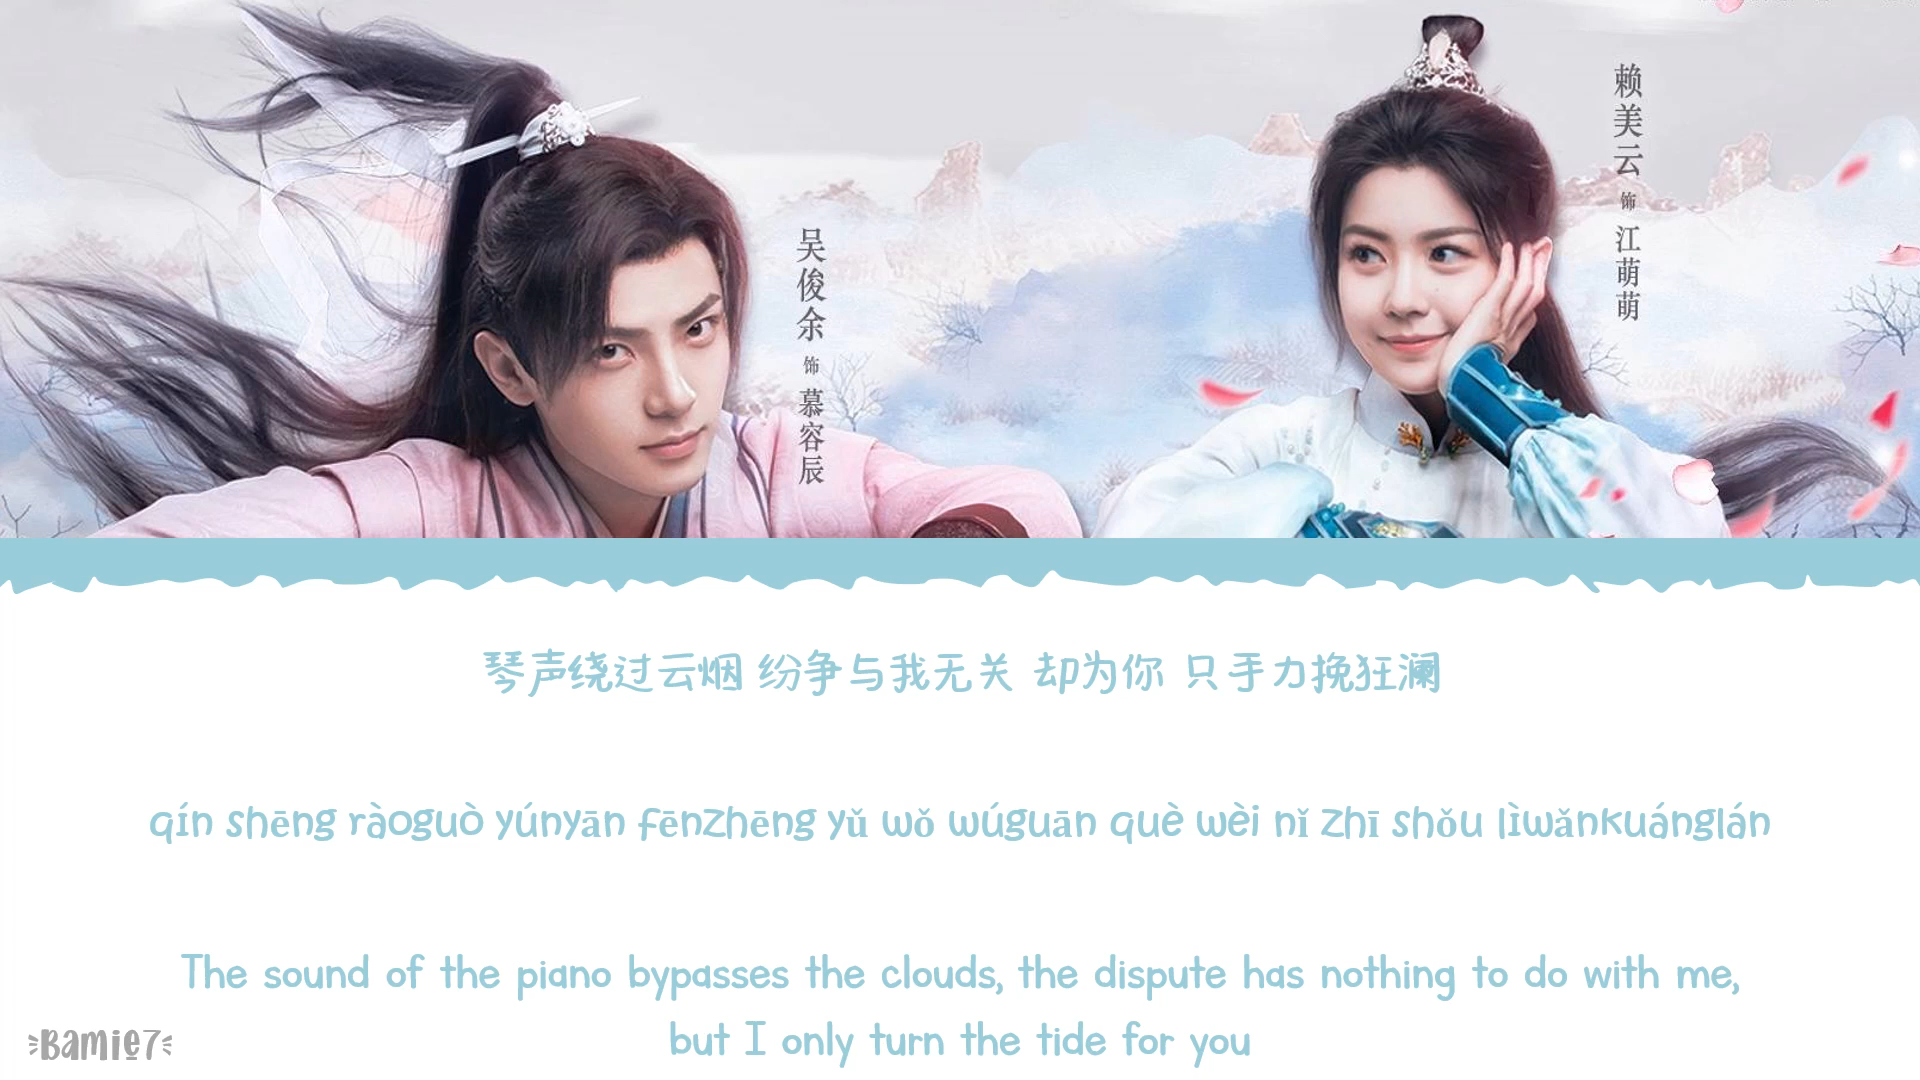 吴俊余 饰 慕容辰
赖美云 饰 江萌萌
琴声绕过云烟 纷争与我无关 却为你 只手力挽狂澜
qín shēng ràoguò yúnyān fēnzhēng yǔ wǒ wúguān què wèi nǐ zhī shǒu lìwǎnkuánglán
The sound of the piano bypasses the clouds, the dispute has nothing to do with me,
but I only turn the tide for you
Bamie7